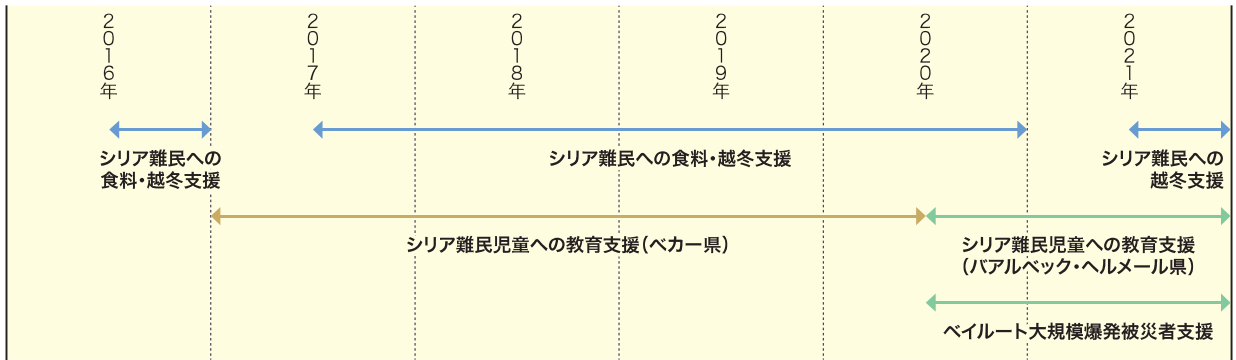 2016年
2017年
2018年
2019年
2020年
2021年
シリア難民への
食料・越冬支援
シリア難民への食料・越冬支援
シリア難民への
越冬支援
シリア難民児童への教育支援（ベカー県）
シリア難民児童への教育支援
（バアルベック・ヘルメール県）
ベイルート大規模爆発被災者支援